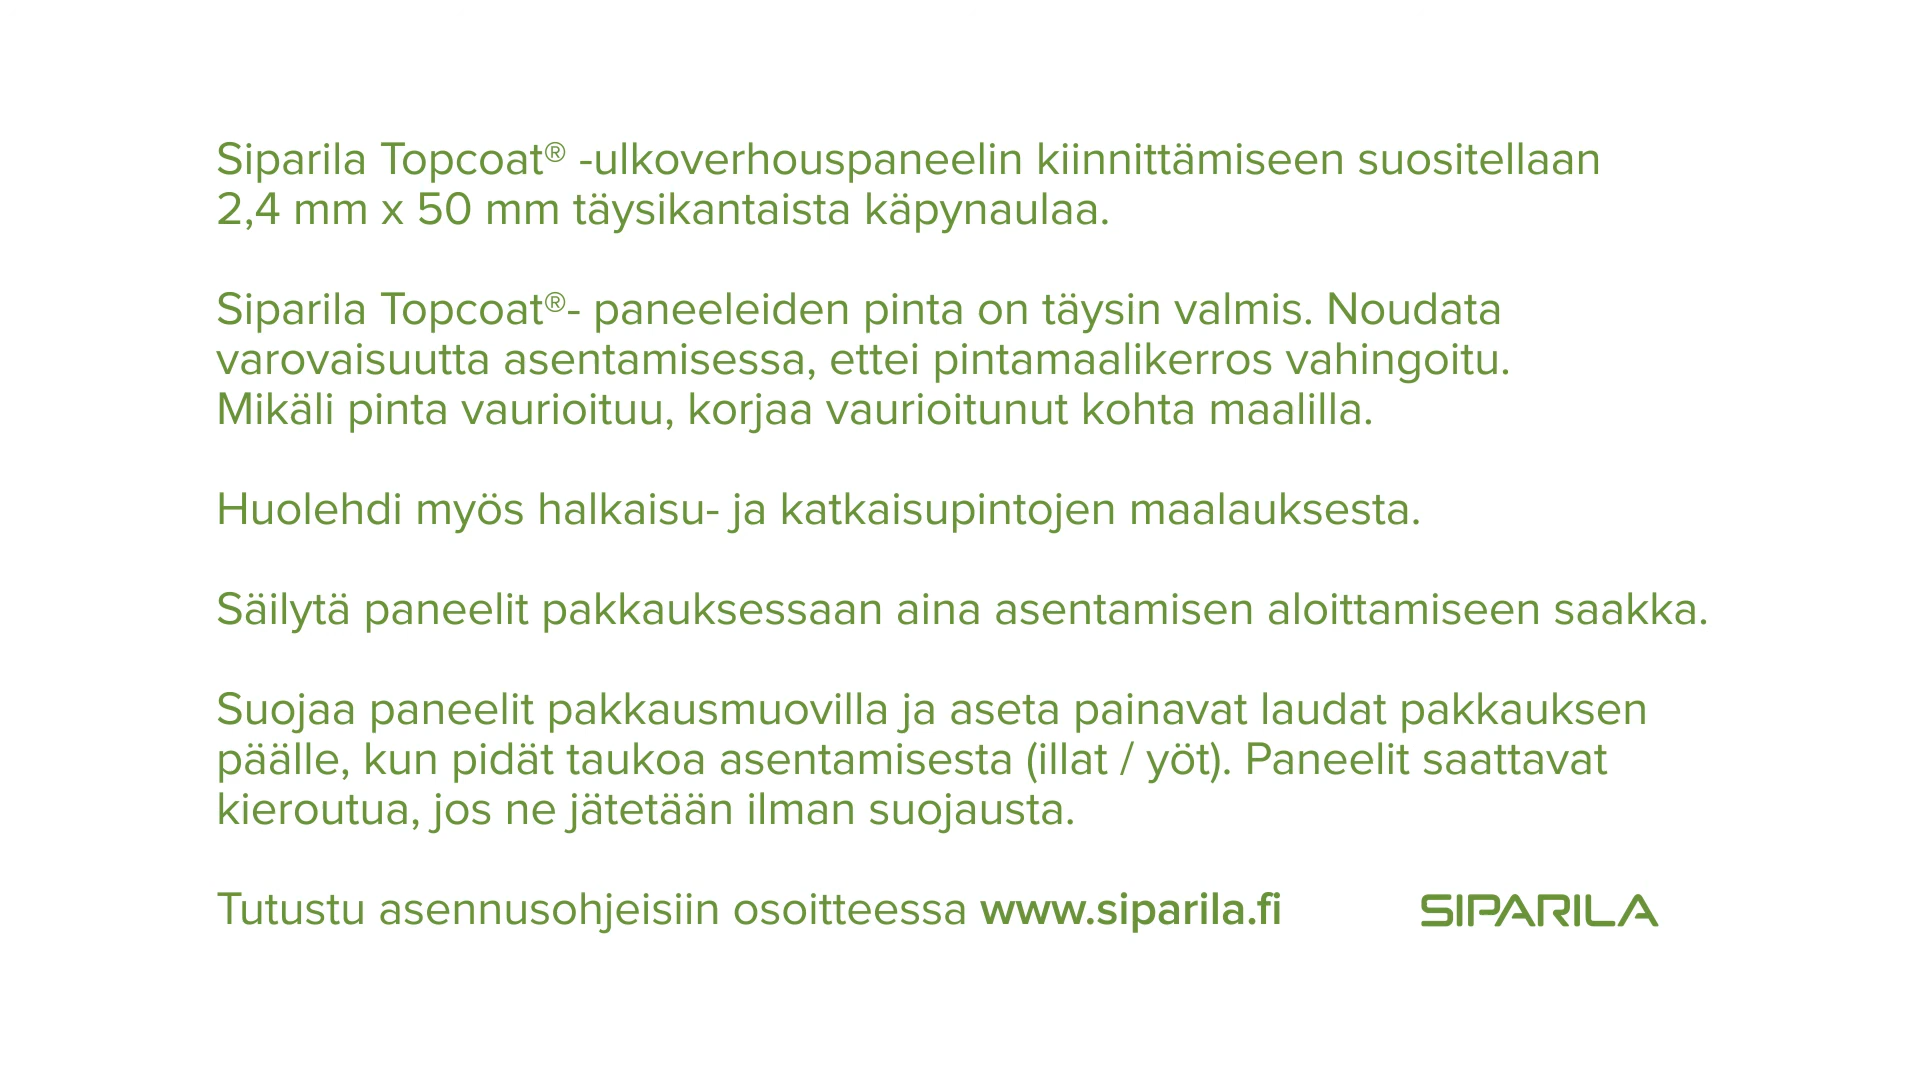 Siparila Topcoat® -ulkoverhouspaneelin kiinnittämiseen suositellaan
2,4 mm x 50 mm täysikantaista käpynaulaa.
Siparila Topcoat®- paneeleiden pinta on täysin valmis. Noudata
varovaisuutta asentamisessa, ettei pintamaalikerros vahingoitu.
Mikäli pinta vaurioituu, korjaa vaurioitunut kohta maalilla.
Huolehdi myös halkaisu- ja katkaisupintojen maalauksesta.
Säilytä paneelit pakkauksessaan aina asentamisen aloittamiseen saakka.
Suojaa paneelit pakkausmuovilla ja aseta painavat laudat pakkauksen
päälle, kun pidät taukoa asentamisesta (illat / yöt). Paneelit saattavat
kieroutua, jos ne jätetään ilman suojausta.
Tutustu asennusohjeisiin osoitteessa www.siparila.fi
SIPARILA